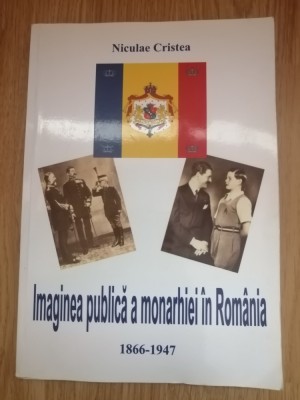 Niculae Cristea
Imaginea publică a monarhiei în România
1866-1947